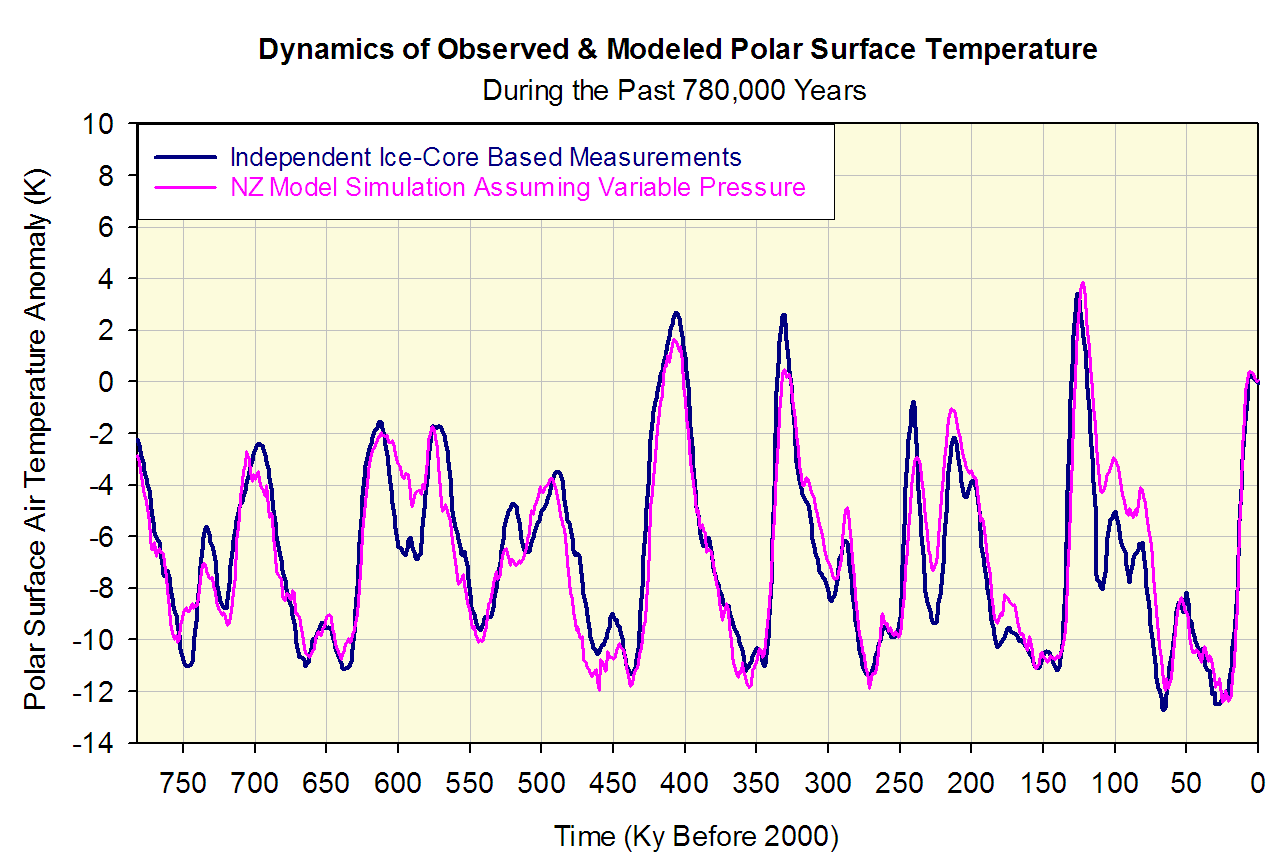 Dynamics of Observed & Modeled Polar Surface Temperature
During the Past 780,000 Years
Independent Ice-Core Based Measurements
NZ Model Simulation Assuming Variable Pressure
Polar Surface Air Temperature Anomaly (K)
10
8
6
4
2
0
-2
-4
-6
-8
-10
-12
-14
750 700 650 600 550 500 450 400 350 300 250 200 150 100 50 0
Time (Ky Before 2000)